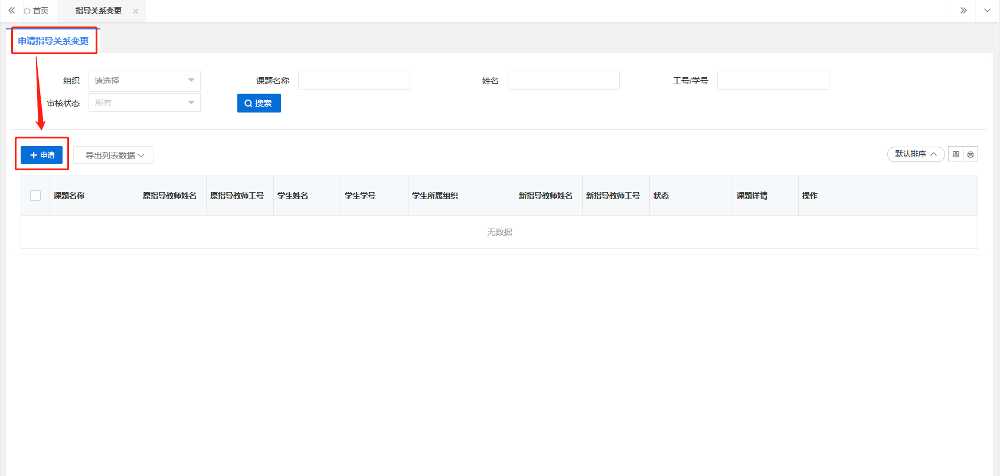 首页 指导关系变更
申请指导关系变更
组织 请选择 课题名称 姓名 工号/学号
审核状态 所有 搜索
申请 导出列表数据 默认排序
课题名称 原指导教师姓名 原指导教师工号 学生姓名 学生学号 学生所属组织 新指导教师姓名 新指导教师工号 状态 课题详情 操作
无数据